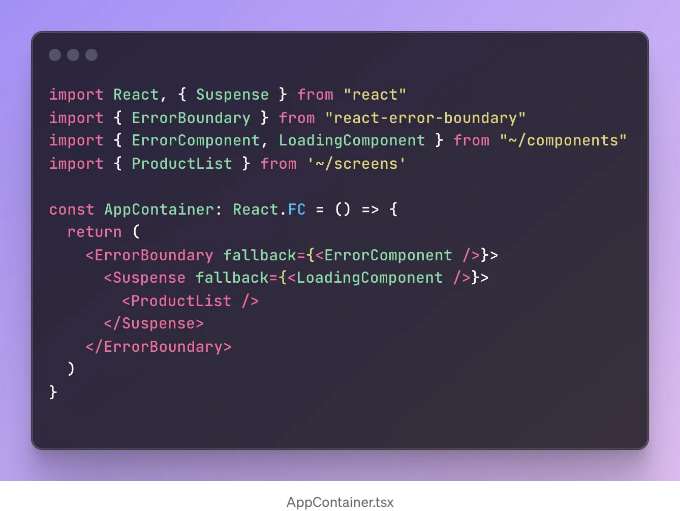 import React, { Suspense } from "react"
import { ErrorBoundary } from "react-error-boundary"
import { ErrorComponent, LoadingComponent } from "~/components"
import { ProductList } from '~/screens'

const AppContainer: React.FC = () => {
  return (
    <ErrorBoundary fallback={<ErrorComponent />}>
      <Suspense fallback={<LoadingComponent />}>
        <ProductList />
      </Suspense>
    </ErrorBoundary>
  )
}
AppContainer.tsx